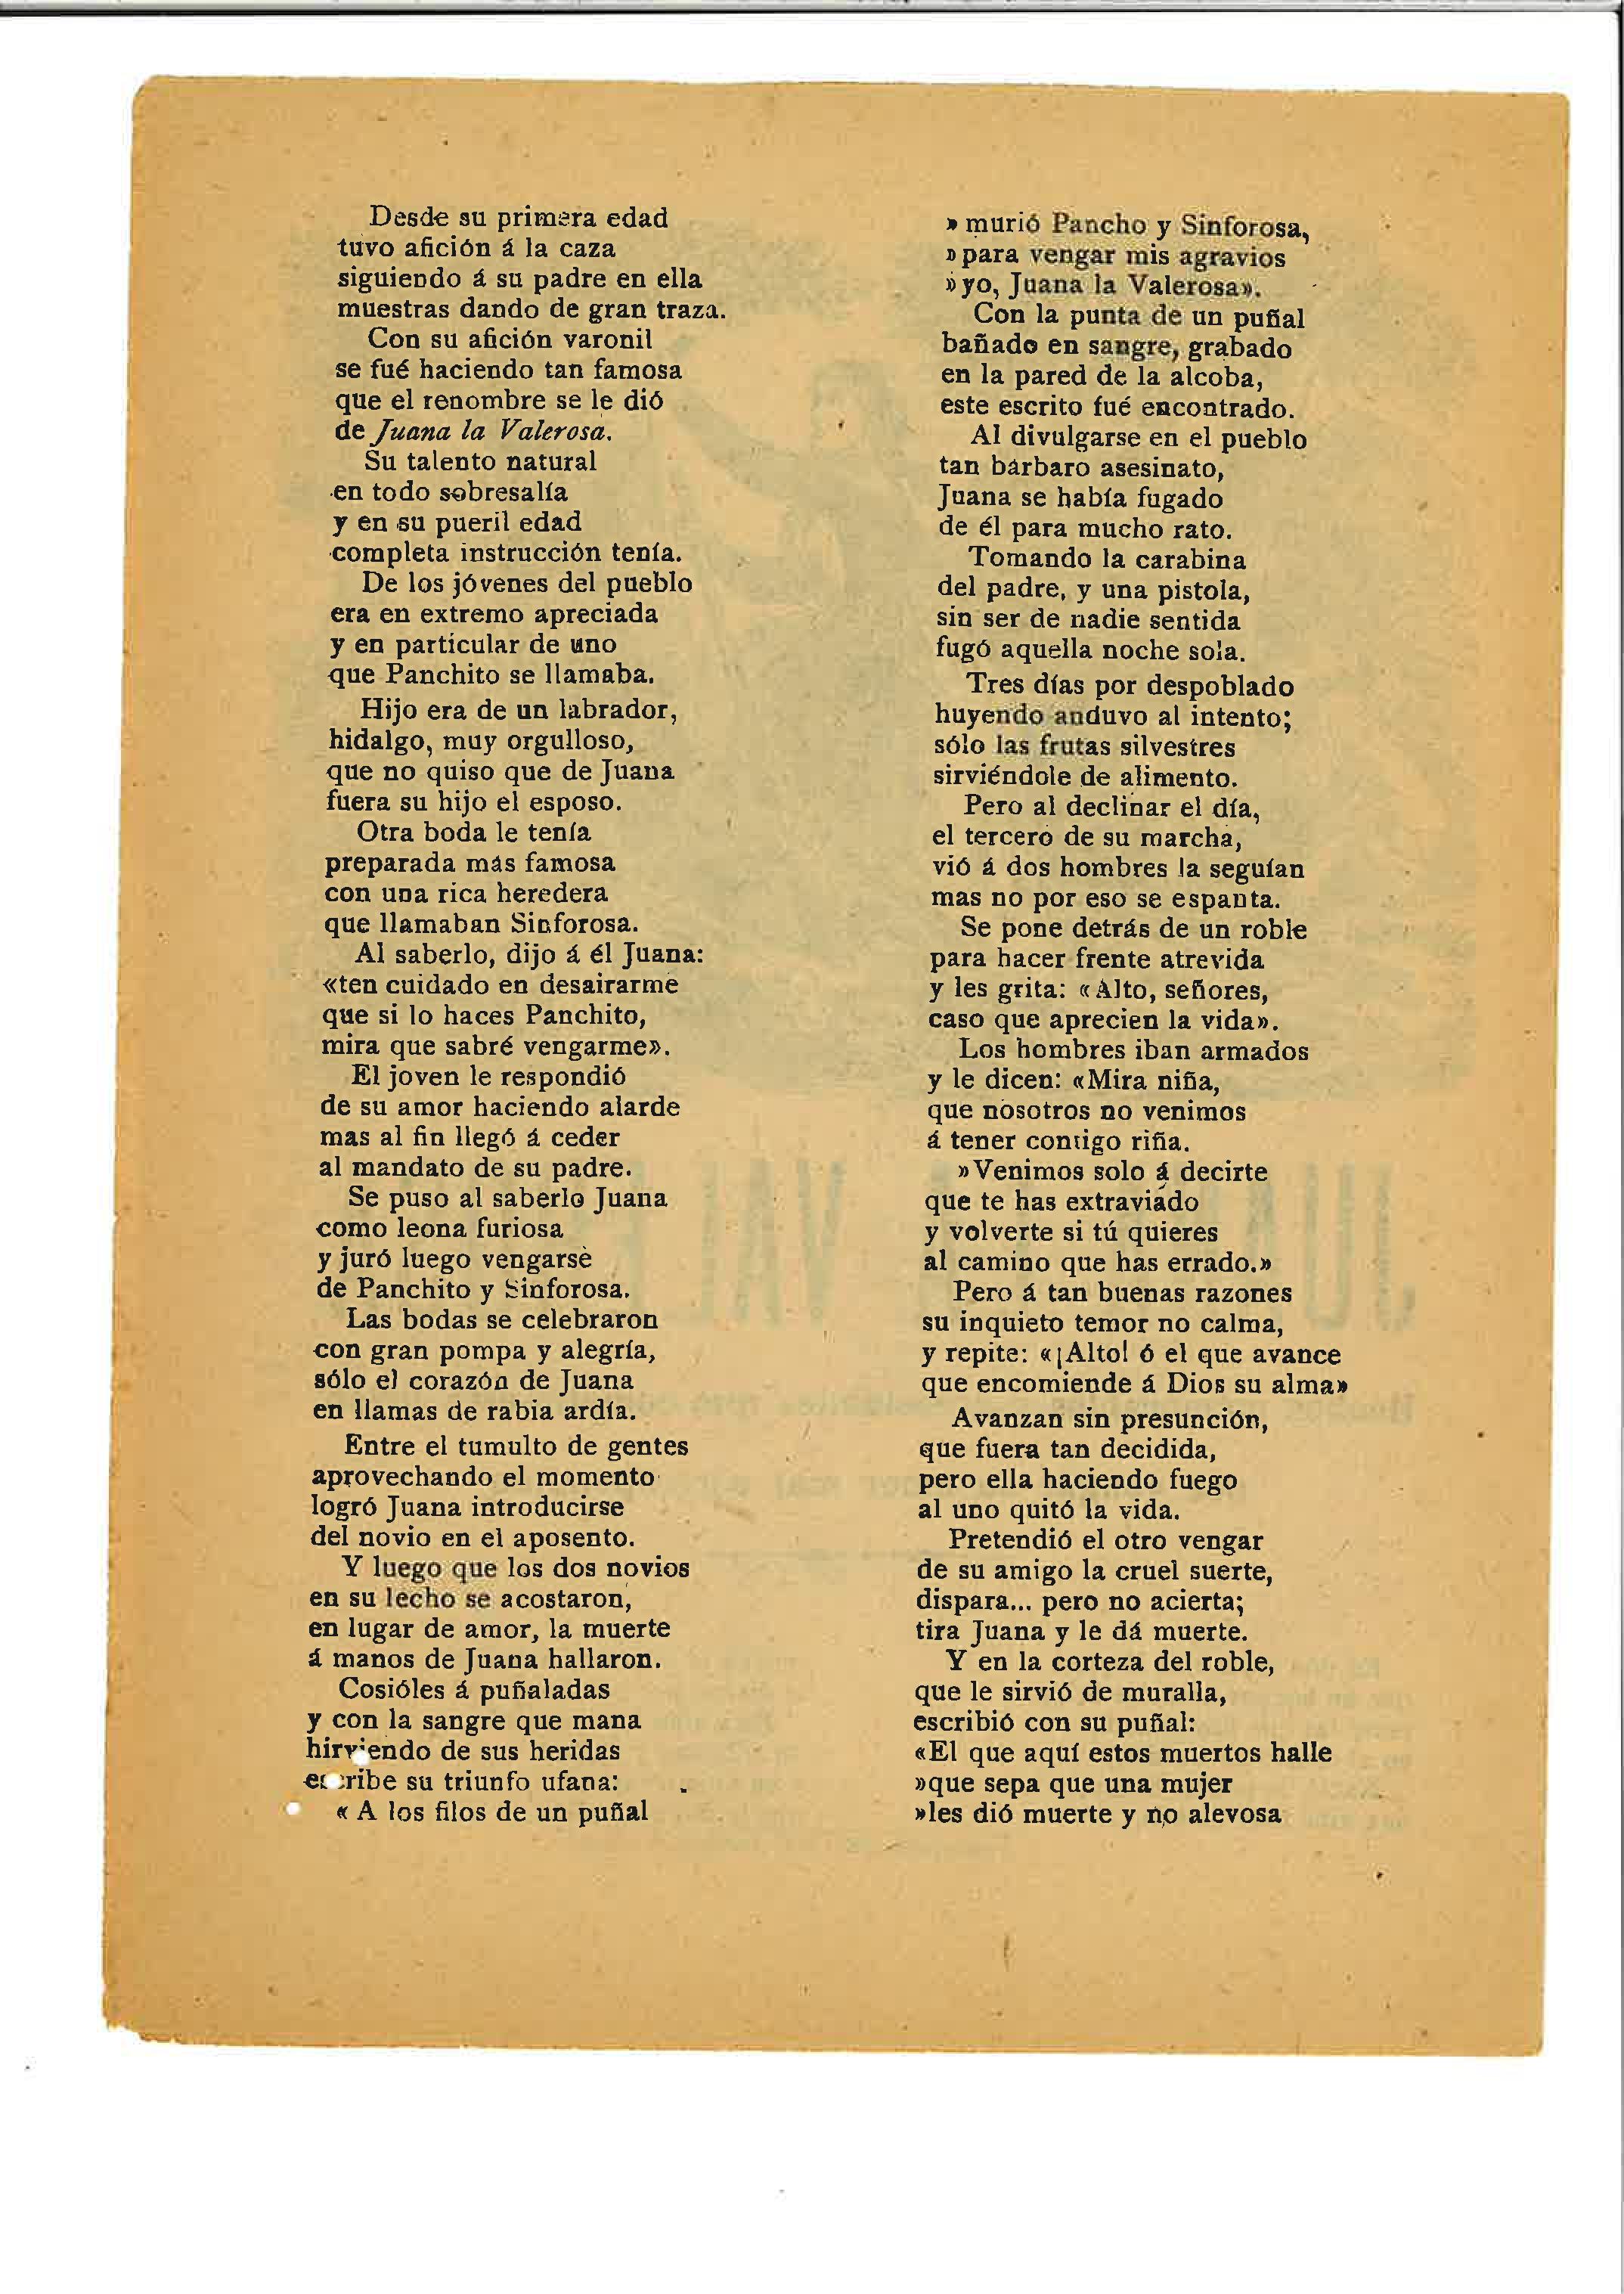 Desde su primera edad
tuvo afición á la caza
siguiendo á su padre en ella
muestras dando de gran traza.
Con su afición varonil
se fué haciendo tan famosa
que el renombre se le dió
de Juana la Valerosa.
Su talento natural
en todo sobresalía
y en su pueril edad
completa instrucción tenía.
De los jóvenes del pueblo
era en extremo apreciada
y en particular de uno
que Panchito se llamaba.
Hijo era de un labrador,
hidalgo, muy orgulloso,
que no quiso que de Juana
fuera su hijo el esposo.
Otra boda le tenía
preparada más famosa
con una rica heredera
que llamaban Sinforosa.
Al saberlo, dijo á él Juana:
«ten cuidado en desairarme
que si lo haces Panchito,
mira que sabré vengarme».
El joven le respondió
de su amor haciendo alarde
mas al fin llegó á ceder
al mandato de su padre.
Se puso al saberlo Juana
como leona furiosa
y juró luego vengarse
de Panchito y Sinforosa.
Las bodas se celebraron
con gran pompa y alegría,
sólo el corazón de Juana
en llamas de rabia ardía.
Entre el tumulto de gentes
aprovechando el momento
logró Juana introducirse
del novio en el aposento.
Y luego que los dos novios
en su lecho se acostaron,
en lugar de amor, la muerte
á manos de Juana hallaron.
Cosióles á puñaladas
y con la sangre que mana
hirviendo de sus heridas
escribe su triunfo ufana:
« A los filos de un puñal
» murió Pancho y Sinforosa,
» para vengar mis agravios
» yo, Juana la Valerosa».
Con la punta de un puñal
bañado en sangre, grabado
en la pared de la alcoba,
este escrito fué encontrado.
Al divulgarse en el pueblo
tan bárbaro asesinato,
Juana se había fugado
de él para mucho rato.
Tomando la carabina
del padre, y una pistola,
sin ser de nadie sentida
fugó aquella noche sola.
Tres días por despoblado
huyendo anduvo al intento;
sólo las frutas silvestres
sirviéndole de alimento.
Pero al declinar el día,
el tercero de su marcha,
vió á dos hombres la seguían
mas no por eso se espanta.
Se pone detrás de un roble
para hacer frente atrevida
y les grita: «Alto, señores,
caso que aprecien la vida».
Los hombres iban armados
y le dicen: «Mira niña,
que nosotros no venimos
á tener contigo riña.
»Venimos solo á decirte
que te has extraviado
y volverte si tú quieres
al camino que has errado.»
Pero á tan buenas razones
su inquieto temor no calma,
y repite: «¡Alto! ó el que avance
que encomiende á Dios su alma»
Avanzan sin presunción,
que fuera tan decidida,
pero ella haciendo fuego
al uno quitó la vida.
Pretendió el otro vengar
de su amigo la cruel suerte,
dispara... pero no acierta;
tira Juana y le dá muerte.
Y en la corteza del roble,
que le sirvió de muralla,
escribió con su puñal:
«El que aquí estos muertos halle
»que sepa que una mujer
»les dió muerte y no alevosa